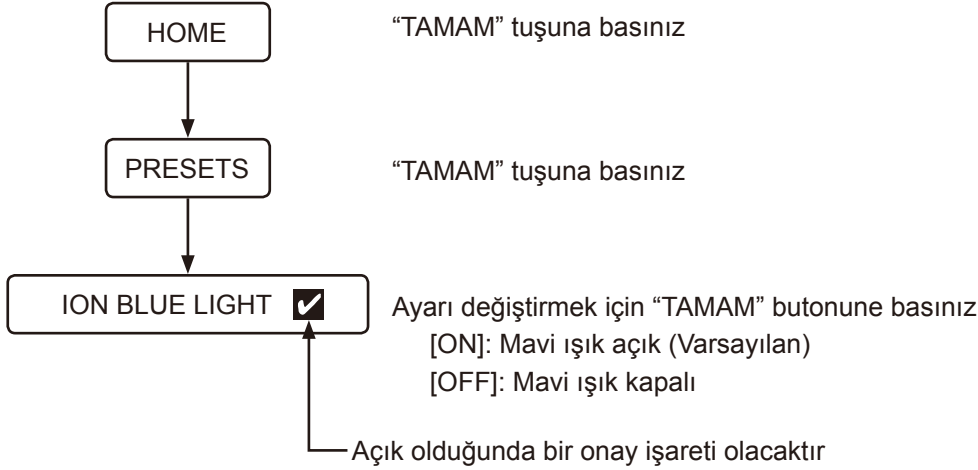 HOME “TAMAM” tuşuna basınız
PRESETS “TAMAM” tuşuna basınız
ION BLUE LIGHT ✔ Ayarı değiştirmek için “TAMAM” butonune basınız
[ON]: Mavi ışık açık (Varsayılan)
[OFF]: Mavi ışık kapalı
Açık olduğunda bir onay işareti olacaktır